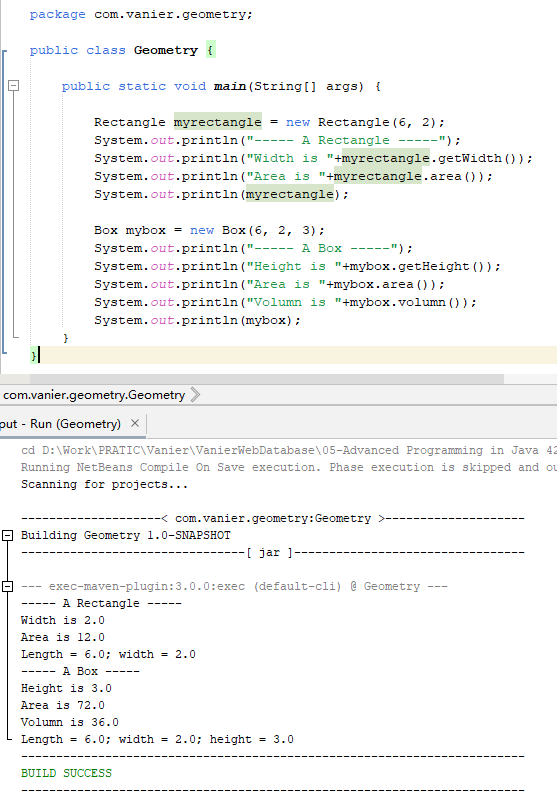 package com.vanier.geometry;
public class Geometry {
public static void main(String[] args) {
Rectangle myrectangle = new Rectangle(6, 2);
System.out.println("----- A Rectangle -----");
System.out.println("Width is "+myrectangle.getWidth());
System.out.println("Area is "+myrectangle.area());
System.out.println(myrectangle);
Box mybox = new Box(6, 2, 3);
System.out.println("----- A Box -----");
System.out.println("Height is "+mybox.getHeight());
System.out.println("Area is "+mybox.area());
System.out.println("Volumn is "+mybox.volumn());
System.out.println(mybox);
}
}
com.vanier.geometry.Geometry
put - Run (Geometry) ×
cd D:\Work\PRATIC\Vanier\VanierWebDatabase\05-Advanced Programming in Java 42
Running NetBeans Compile On Save execution. Phase execution is skipped and ou
Scanning for projects...
--------------------< com.vanier.geometry:Geometry >--------------------
Building Geometry 1.0-SNAPSHOT
--------------------------------[ jar ]---------------------------------
--- exec-maven-plugin:3.0.0:exec (default-cli) @ Geometry ---
----- A Rectangle -----
Width is 2.0
Area is 12.0
Length = 6.0; width = 2.0
----- A Box -----
Height is 3.0
Area is 72.0
Volumn is 36.0
Length = 6.0; width = 2.0; height = 3.0
------------------------------------------------------------------------
BUILD SUCCESS
------------------------------------------------------------------------